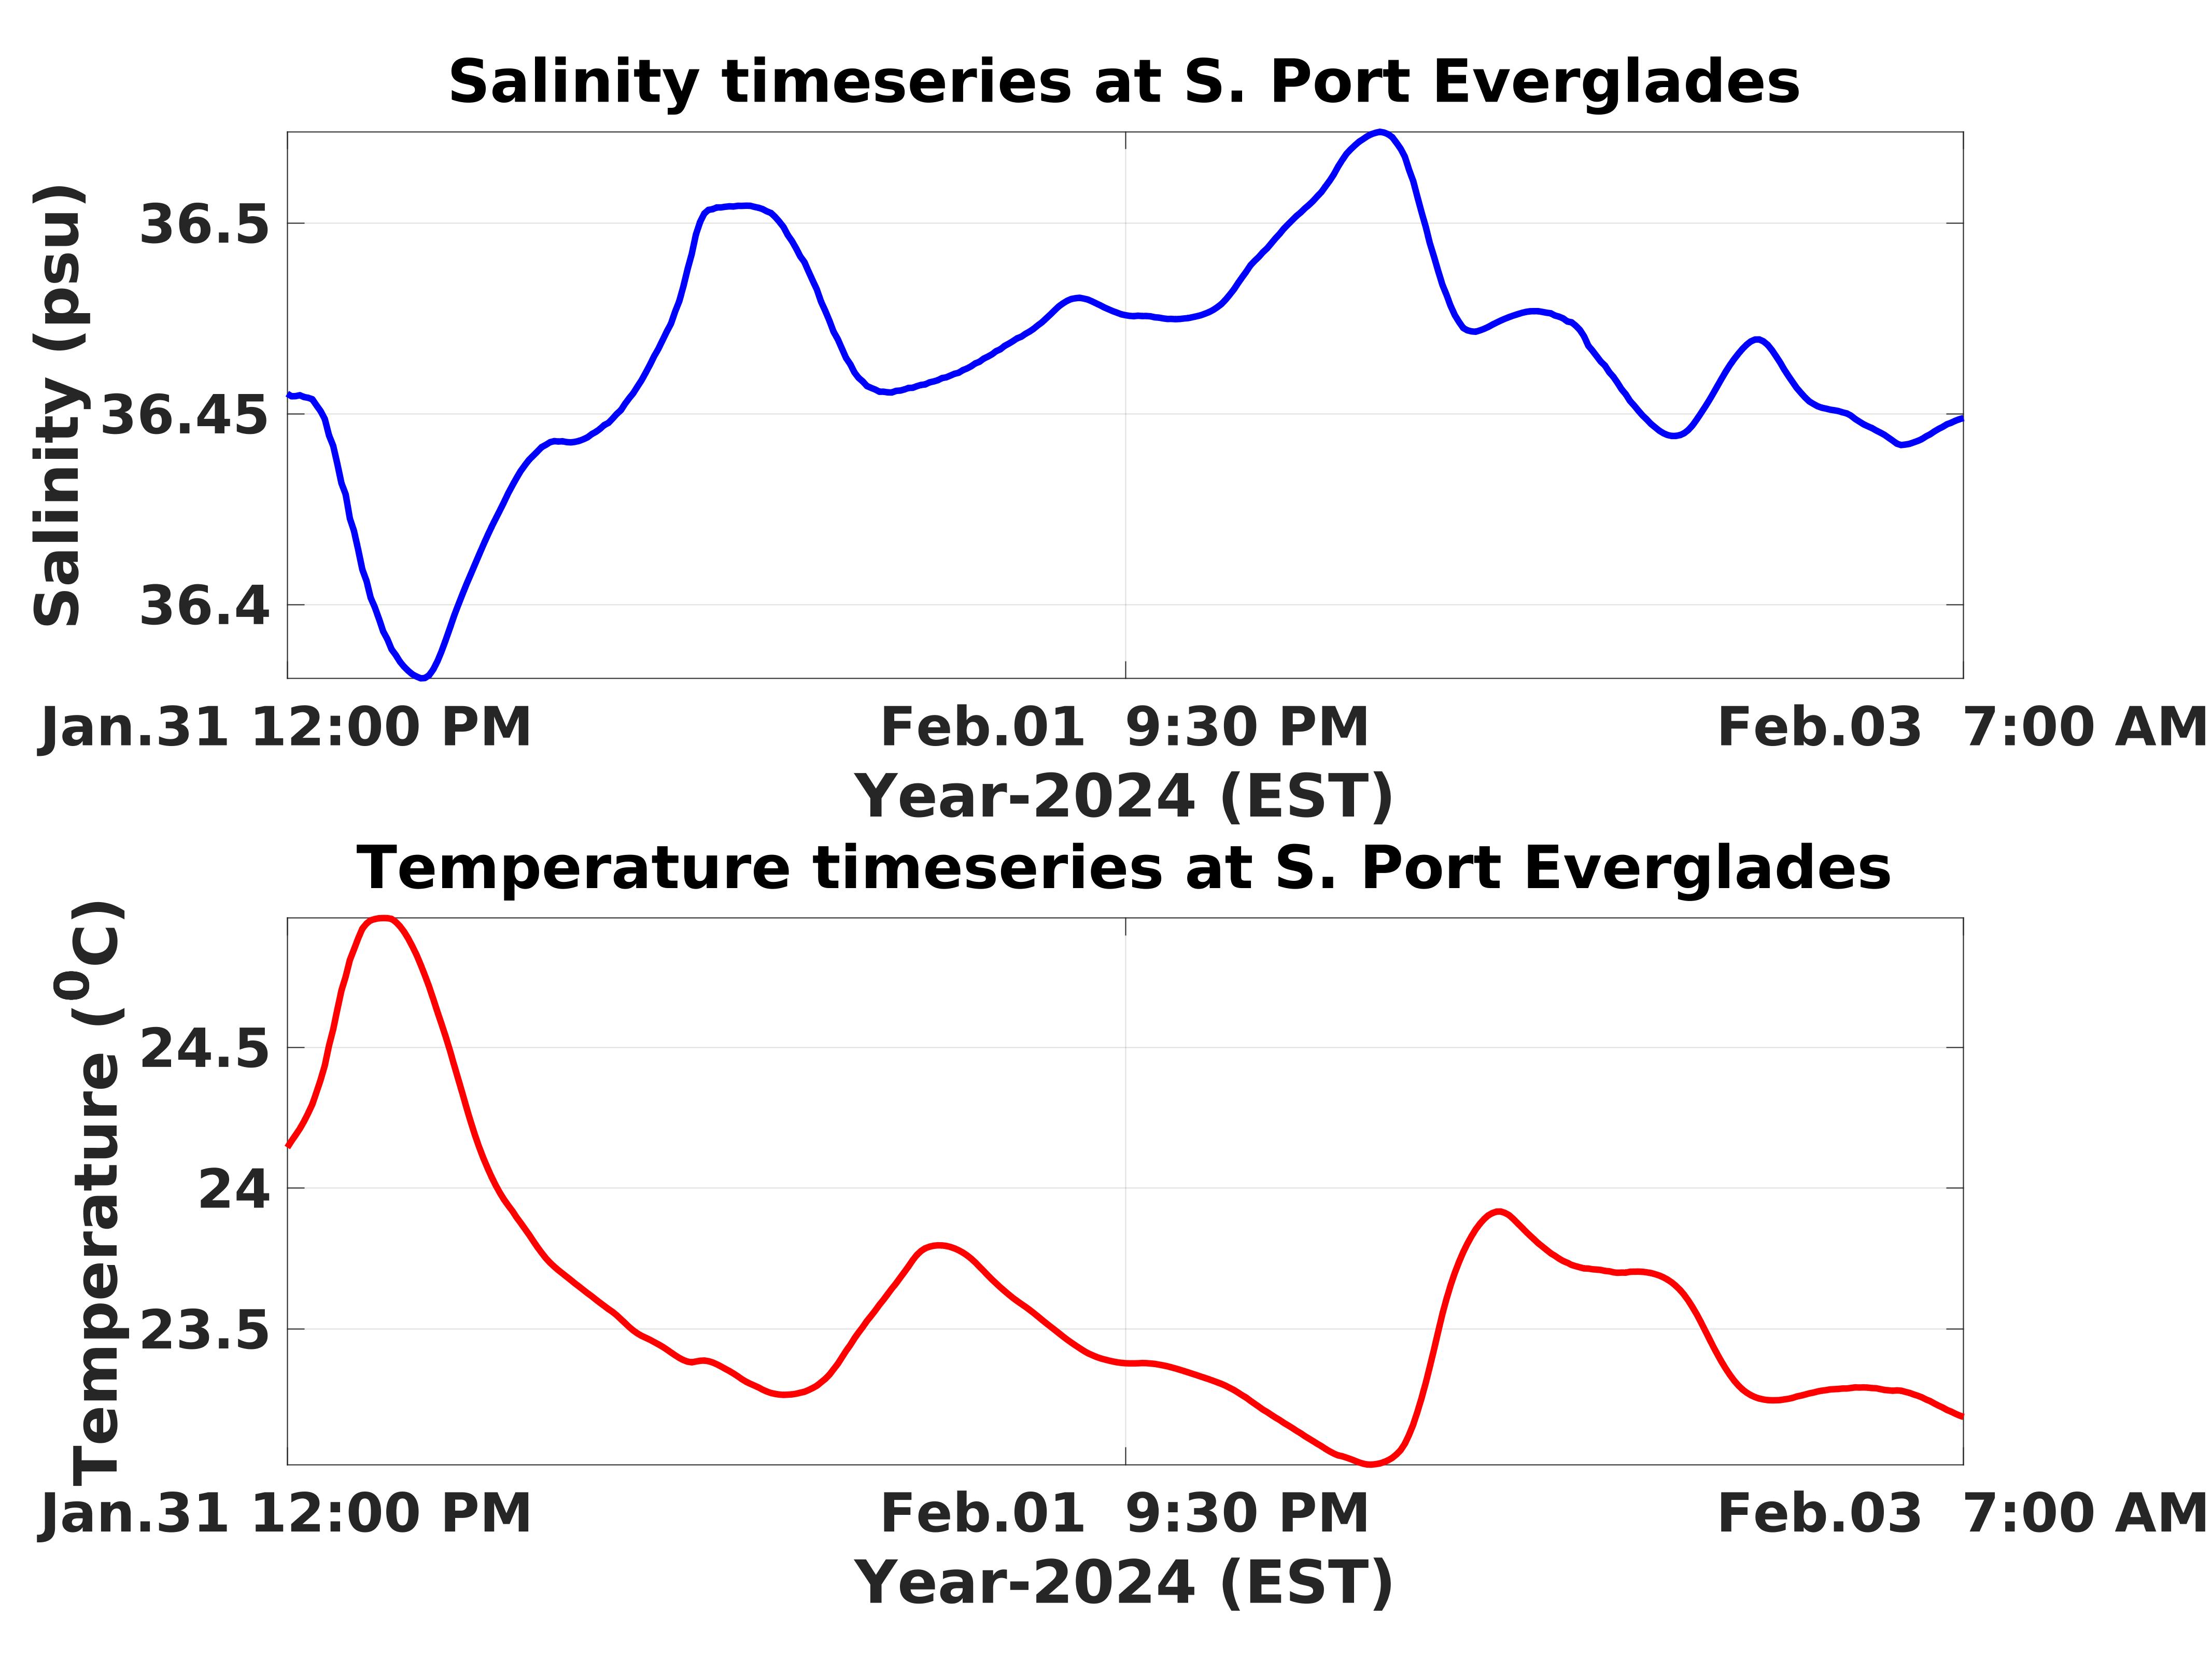 Salinity timeseries at S. Port Everglades
Salinity (psu)
36.5
36.45
36.4
Jan.31 12:00 PM
Feb.01  9:30 PM
Feb.03  7:00 AM
Year-2024 (EST)
Temperature timeseries at S. Port Everglades
Temperature (⁰C)
24.5
24
23.5
Jan.31 12:00 PM
Feb.01  9:30 PM
Feb.03  7:00 AM
Year-2024 (EST)